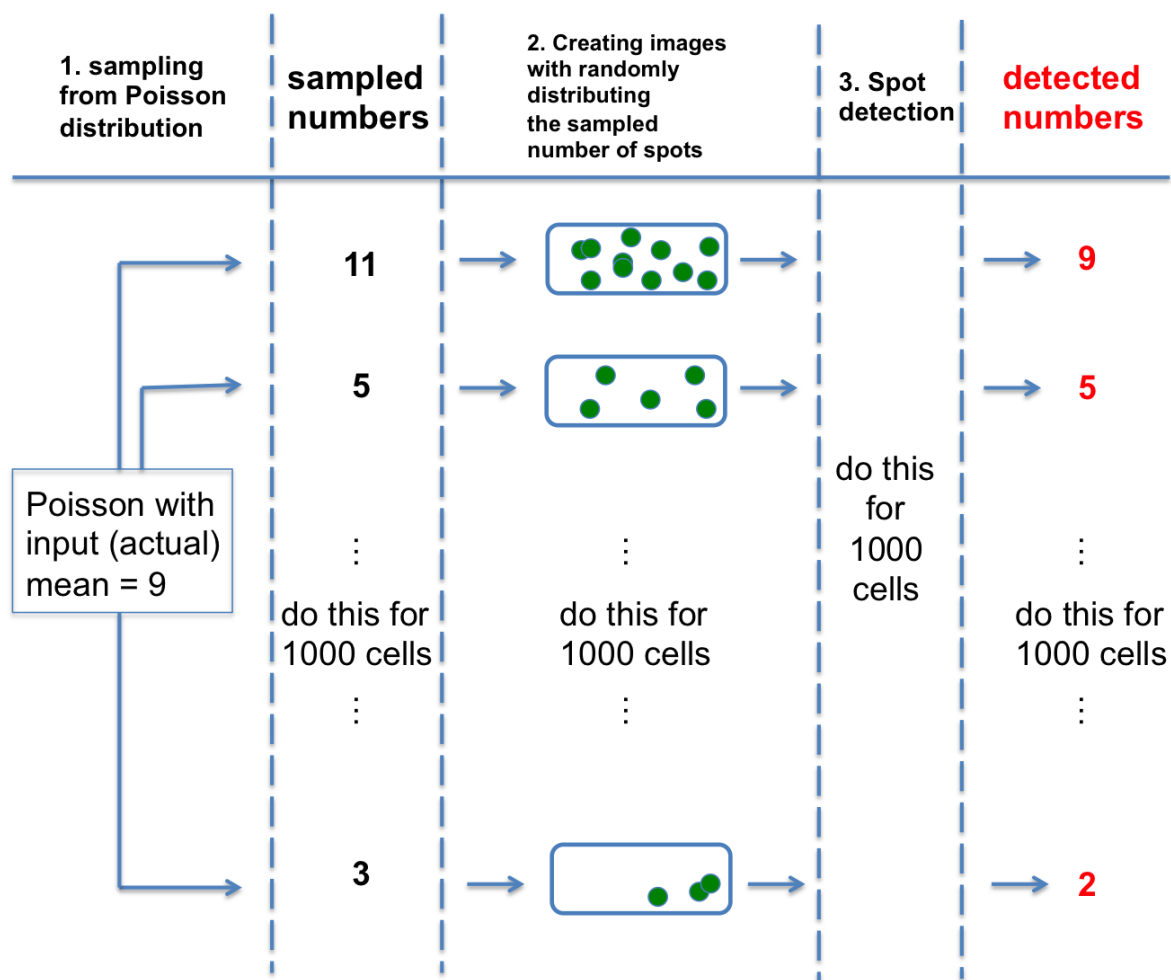 1. sampling
from Poisson
distribution
sampled
numbers
2. Creating images
with randomly
distributing
the sampled
number of spots
3. Spot
detection
detected
numbers
11
9
5
5
Poisson with
input (actual)
mean = 9
...
do this for
1000 cells
...
...
do this for
1000 cells
...
do this
for
1000
cells
...
do this for
1000 cells
...
3
2